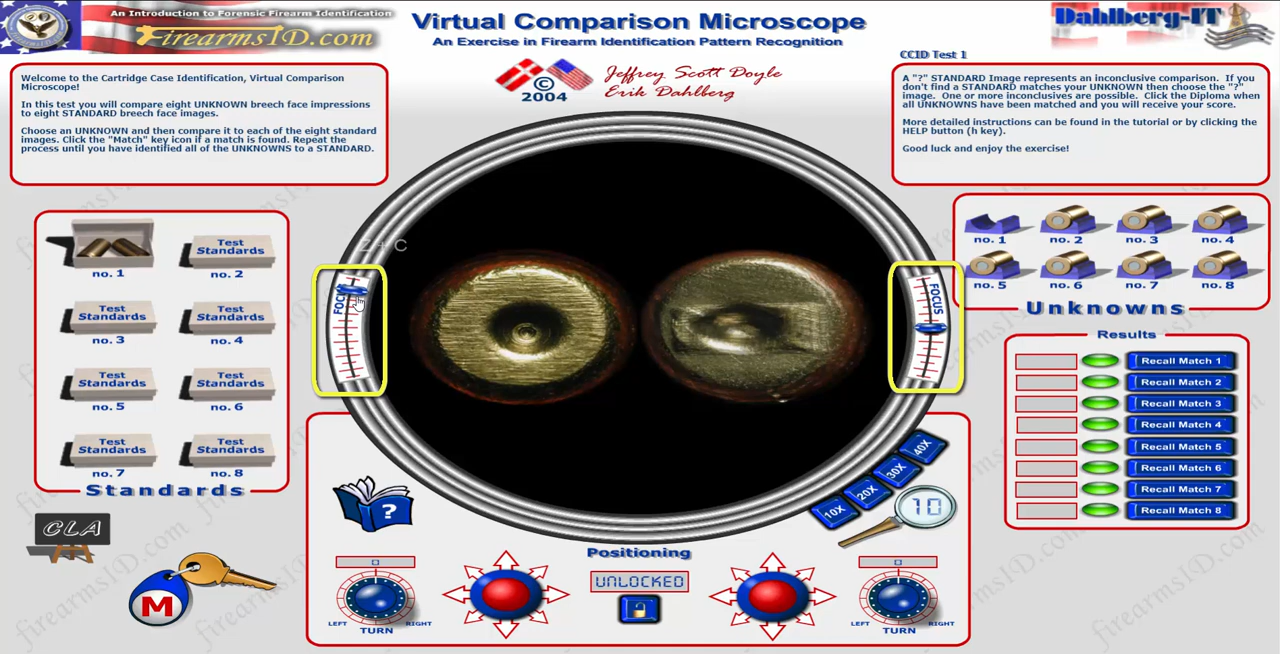 An Introduction to Forensic Firearm Identification
FirearmsID.com
Virtual Comparison Microscope
An Exercise in Firearm Identification Pattern Recognition
Dahlberg-IT
CCID Test 1
Jeffrey Scott Doyle
Erik Dahlberg
©
2004
Welcome to the Cartridge Case Identification, Virtual Comparison
Microscope!
In this test you will compare eight UNKNOWN breech face impressions
to eight STANDARD breech face images.
Choose an UNKNOWN and then compare it to each of the eight standard
images. Click the "Match" key icon if a match is found. Repeat the
process until you have identified all of the UNKNOWNS to a STANDARD.
A "?" STANDARD Image represents an inconclusive comparison. If you
don't find a STANDARD matches your UNKNOWN then choose the "?"
image. One or more inconclusives are possible. Click the Diploma when
all UNKNOWNS have been matched and you will receive your score.
More detailed instructions can be found in the tutorial or by clicking the
HELP button (h key).
Good luck and enjoy the exercise!
no. 1
Test
Standards
no. 2
Test
Standards
no. 3
Test
Standards
no. 4
Test
Standards
no. 5
Test
Standards
no. 6
Test
Standards
no. 7
Test
Standards
no. 8
Standards
CLA
M
FOCUS
no. 1
no. 2
no. 3
no. 4
no. 5
no. 6
no. 7
no. 8
Unknowns
Results
Recall Match 1
Recall Match 2
Recall Match 3
Recall Match 4
Recall Match 5
Recall Match 6
Recall Match 7
Recall Match 8
10X
20X
30X
40X
10
?
Positioning
UNLOCKED
0
LEFT
RIGHT
TURN
0
LEFT
RIGHT
TURN
firearmsID.com
firearmsID.com
firearmsID.com